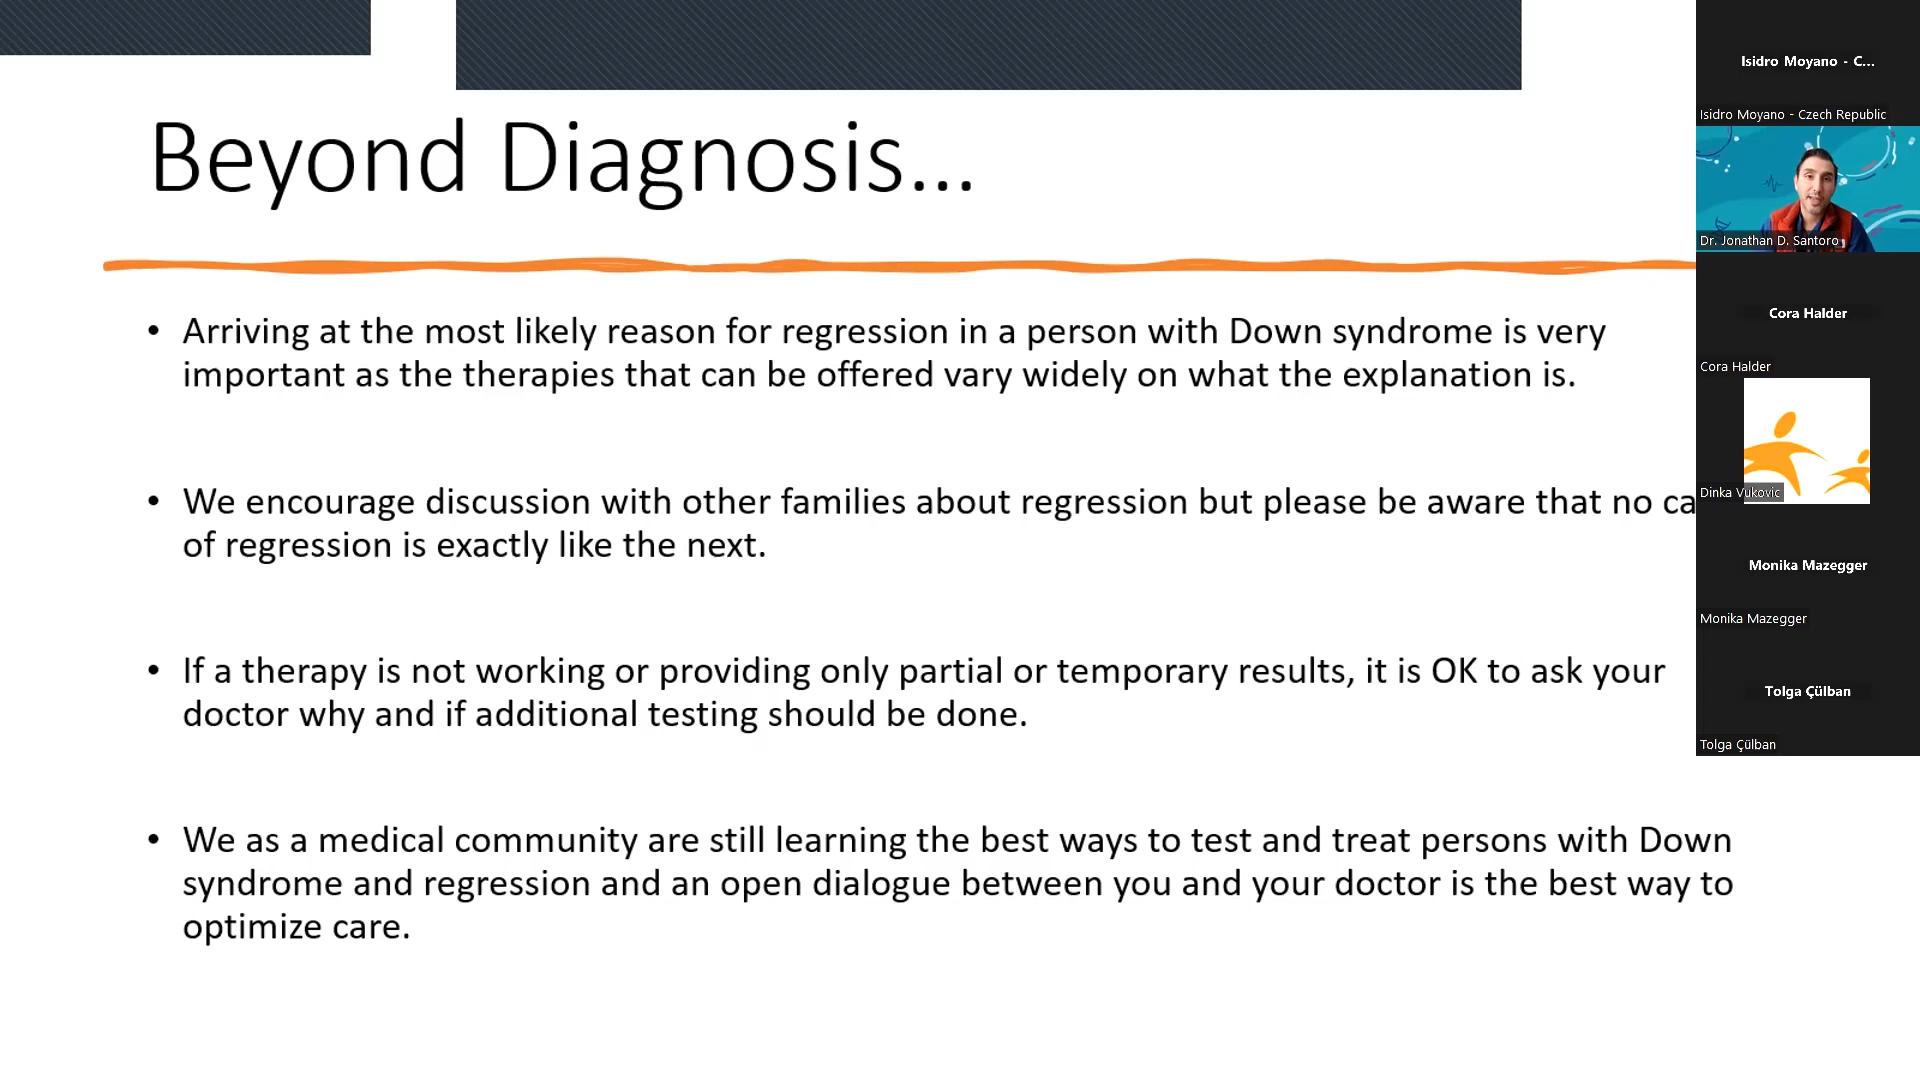 Beyond Diagnosis...
• Arriving at the most likely reason for regression in a person with Down syndrome is very
important as the therapies that can be offered vary widely on what the explanation is.
• We encourage discussion with other families about regression but please be aware that no ca
of regression is exactly like the next.
• If a therapy is not working or providing only partial or temporary results, it is OK to ask your
doctor why and if additional testing should be done.
• We as a medical community are still learning the best ways to test and treat persons with Down
syndrome and regression and an open dialogue between you and your doctor is the best way to
optimize care.
Isidro Moyano - C...
Isidro Moyano - Czech Republic
Dr. Jonathan D. Santoro
Cora Halder
Cora Halder
Dinka Vukovic
Monika Mazegger
Monika Mazegger
Tolga Çülban
Tolga Çülban